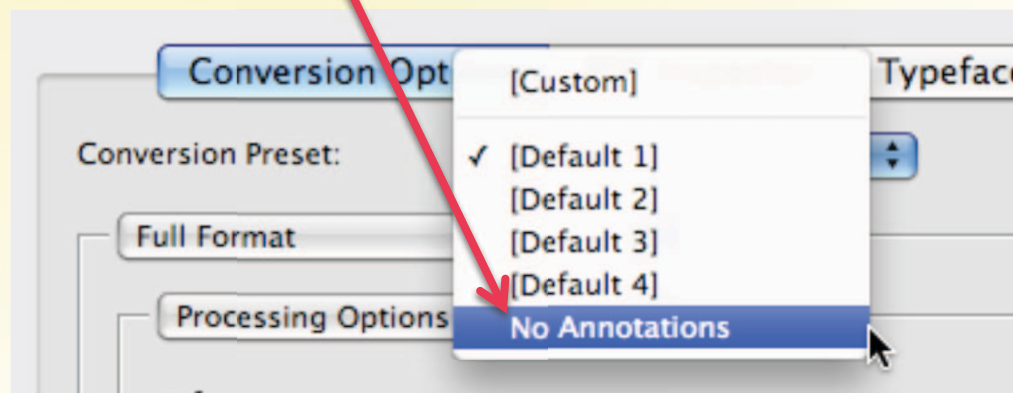 Conversion Opt
Typefac
[Custom]
Conversion Preset:
✓ [Default 1]
[Default 2]
Full Format
[Default 3]
[Default 4]
Processing Options
No Annotations